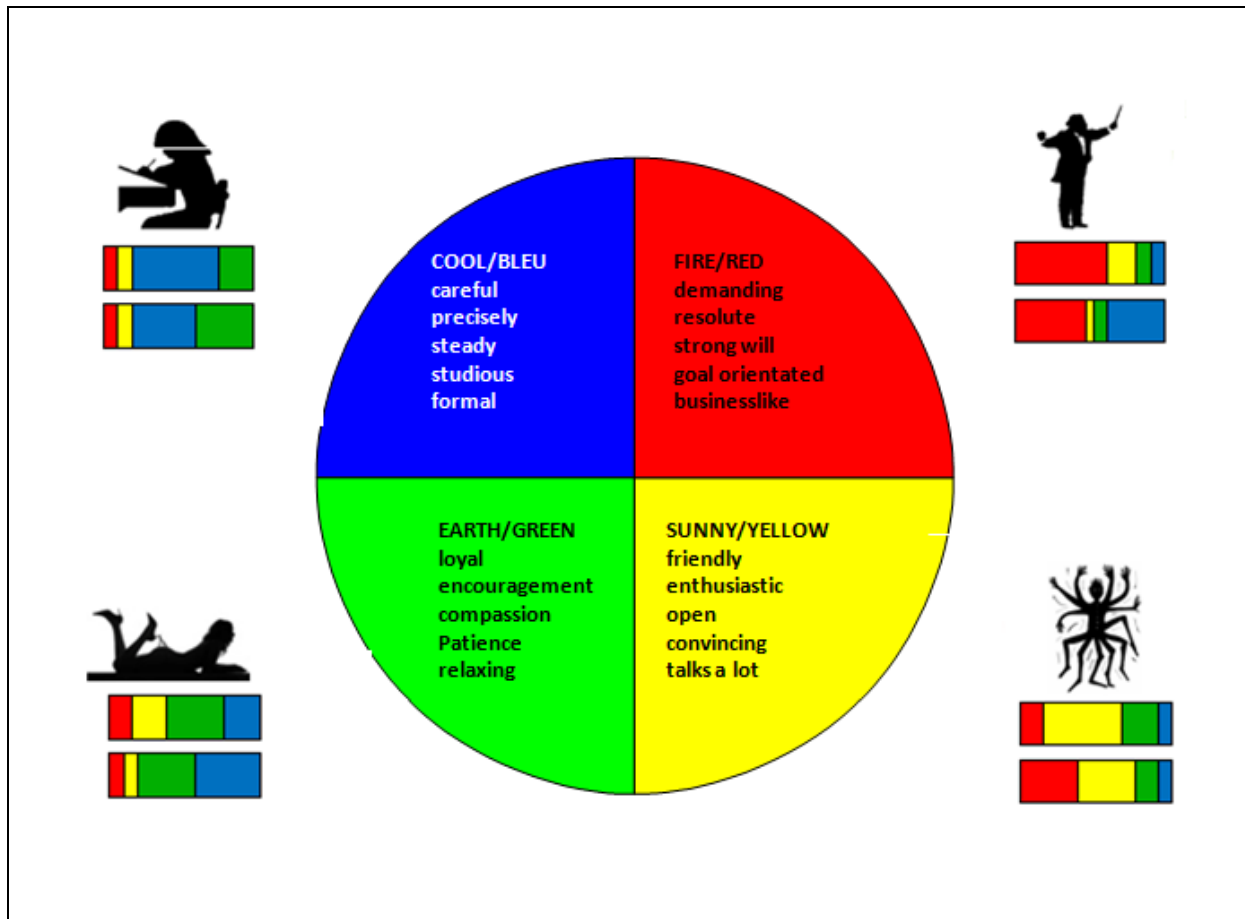 COOL/BLEU
careful
precisely
steady
studious
formal
FIRE/RED
demanding
resolute
strong will
goal orientated
businesslike
EARTH/GREEN
loyal
encouragement
compassion
Patience
relaxing
SUNNY/YELLOW
friendly
enthusiastic
open
convincing
talks a lot